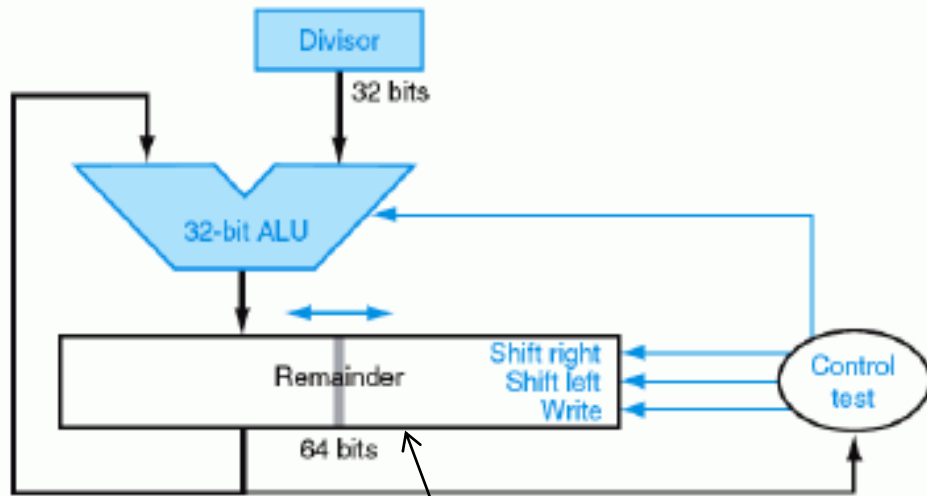 Divisor
32 bits
32-bit ALU
Remainder
Shift right
Shift left
Write
64 bits
Control
test